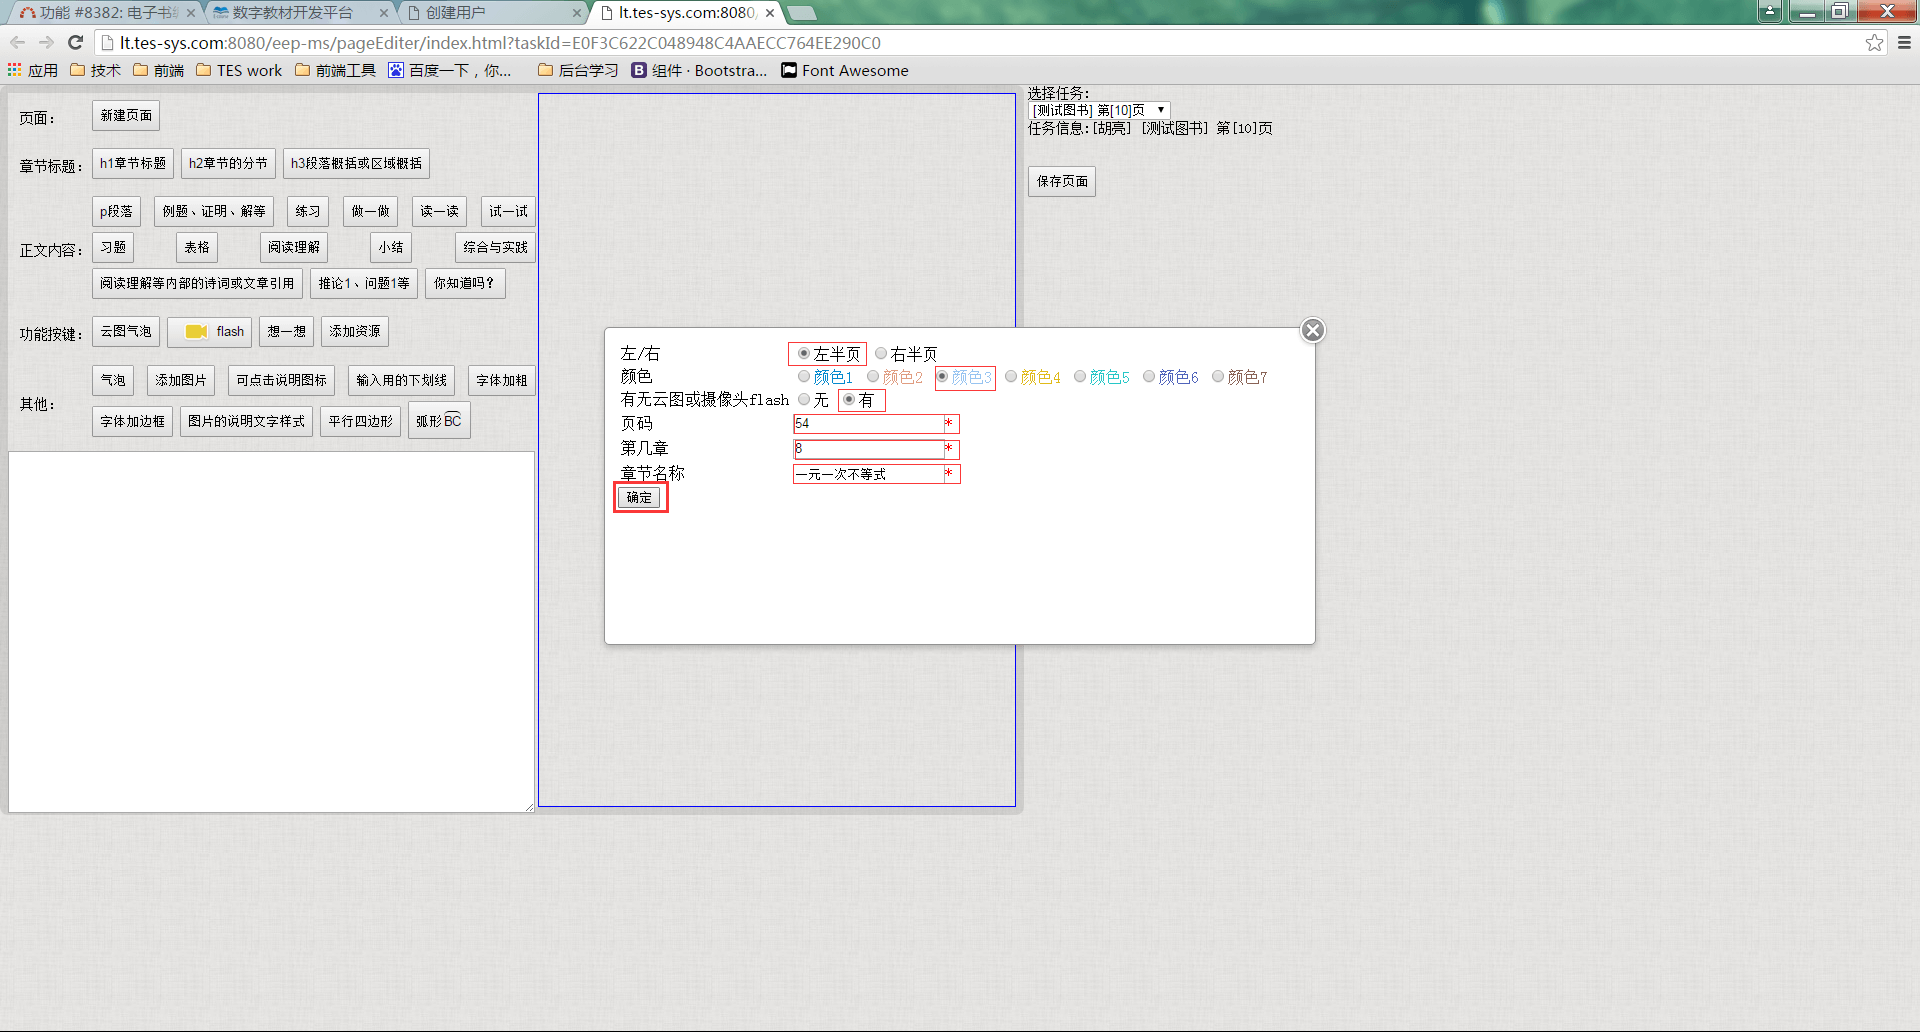 功能 #8382: 电子书
数字教材开发平台
创建用户
lt.tes-sys.com:8080/
lt.tes-sys.com:8080/eep-ms/pageEditer/index.html?taskId=E0F3C622C048948C4AAECC764EE290C0
应用
技术
前端
TES work
前端工具
百度一下，你...
后台学习
组件 · Bootstra...
Font Awesome
页面：
新建页面
章节标题：
h1章节标题
h2章节的分节
h3段落概括或区域概括
正文内容：
p段落
例题、证明、解等
练习
做一做
读一读
试一试
习题
表格
阅读理解
小结
综合与实践
阅读理解等内部的诗词或文章引用
推论1、问题1等
你知道吗？
功能按键：
云图气泡
flash
想一想
添加资源
其他：
气泡
添加图片
可点击说明图标
输入用的下划线
字体加粗
字体加边框
图片的说明文字样式
平行四边形
弧形BC
选择任务：
[测试图书] 第[10]页
任务信息:[胡亮] [测试图书] 第[10]页
保存页面
左/右
左半页
右半页
颜色
颜色1
颜色2
颜色3
颜色4
颜色5
颜色6
颜色7
有无云图或摄像头flash
无
有
页码
54
*
第几章
8
*
章节名称
一元一次不等式
*
确定